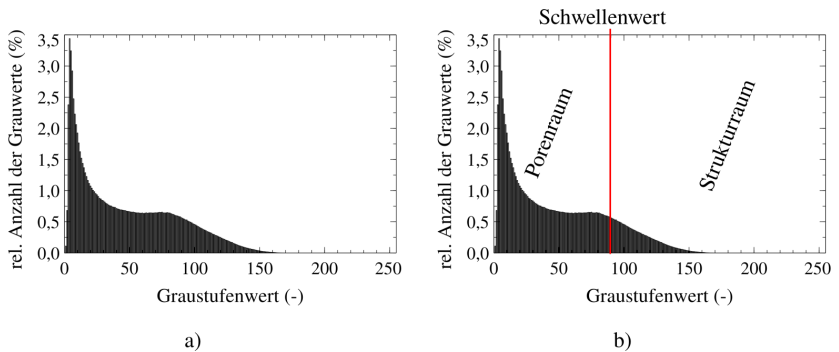 Schwellenwert
rel. Anzahl der Grauwerte (%)
3,5
3,0
2,5
2,0
1,5
1,0
0,5
0,0
0 50 100 150 200 250
Graustufenwert (-)
a)
rel. Anzahl der Grauwerte (%)
3,5
3,0
2,5
2,0
1,5
1,0
0,5
0,0
Porenraum
Strukturraum
0 50 100 150 200 250
Graustufenwert (-)
b)